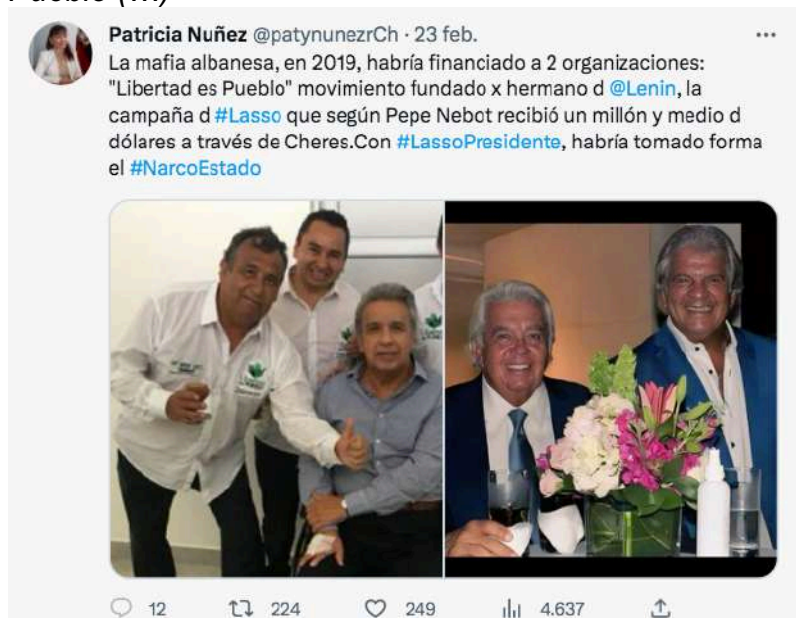 Patricia Nuñez @patynunezrCh · 23 feb.
La mafia albanesa, en 2019, habría financiado a 2 organizaciones:
"Libertad es Pueblo" movimiento fundado x hermano d @Lenin, la
campaña d #Lasso que según Pepe Nebot recibió un millón y medio d
dólares a través de Cheres.Con #LassoPresidente, habría tomado forma
el #NarcoEstado
12 224 249 4.637